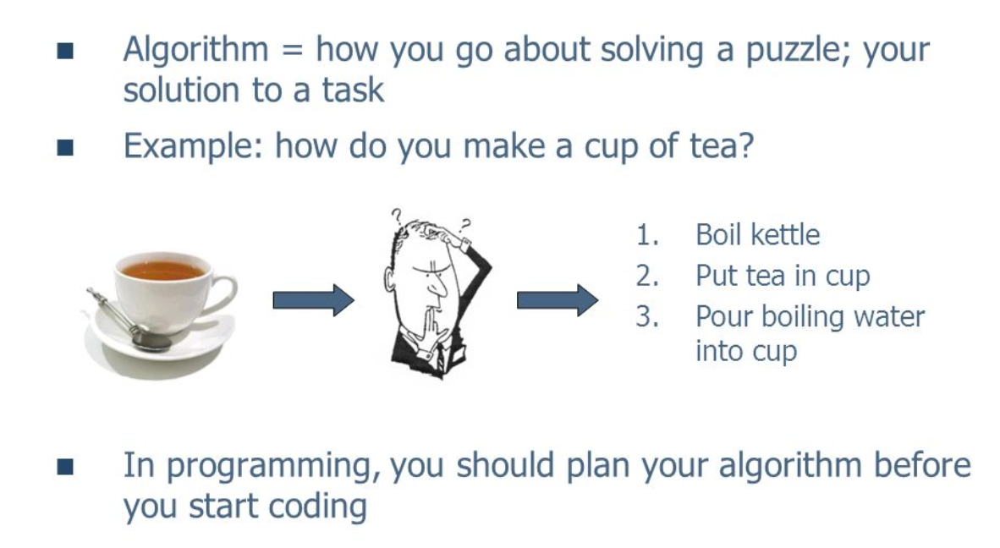 Algorithm = how you go about solving a puzzle; your
solution to a task
Example: how do you make a cup of tea?
? ?
1. Boil kettle
2. Put tea in cup
3. Pour boiling water
into cup
In programming, you should plan your algorithm before
you start coding